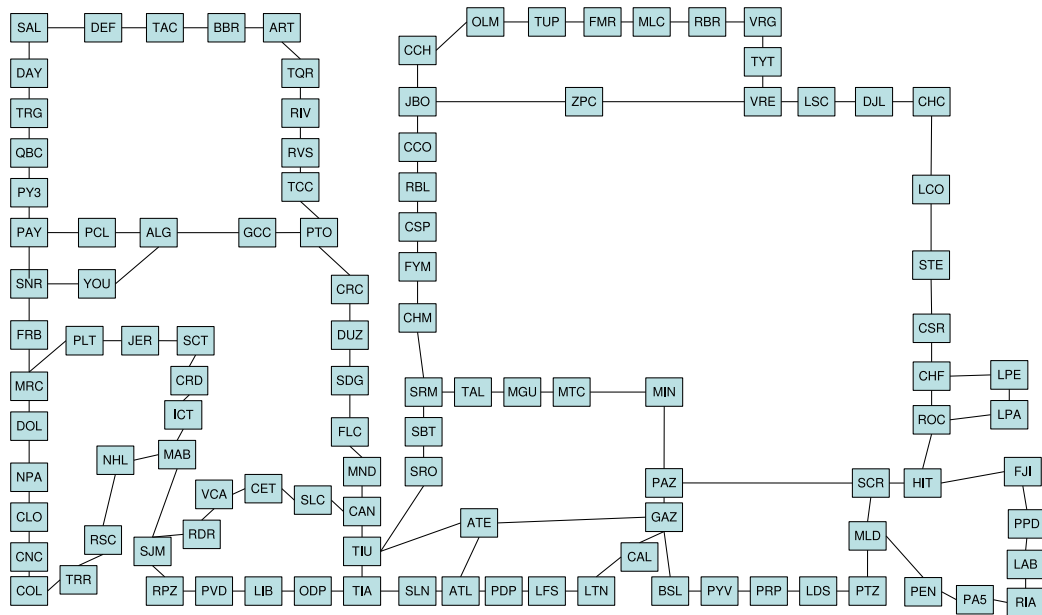 OLM TUP FMR MLC RBR VRG
SAL DEF TAC BBR ART
CCH
TYT
DAY TQR
JBO ZPC VRE LSC DJL CHC
TRG RIV
CCO
QBC RVS
RBL
PY3 TCC LCO
CSP
PAY PCL ALG GCC PTO
FYM STE
SNR YOU CRC
CHM
FRB DUZ CSR
PLT JER SCT
CHF LPE
MRC CRD SDG SRM TAL MGU MTC MIN
ICT LPA
DOL FLC SBT ROC
NHL MAB
NPA MND SRO PAZ SCR HIT FJI
VCA CET SLC
CLO CAN GAZ
ATE PPD
RSC RDR MLD
SJM TIU CAL
CNC LAB
TRR
COL RPZ PVD LIB ODP TIA SLN ATL PDP LFS LTN BSL PYV PRP LDS PTZ PEN PA5 RIA